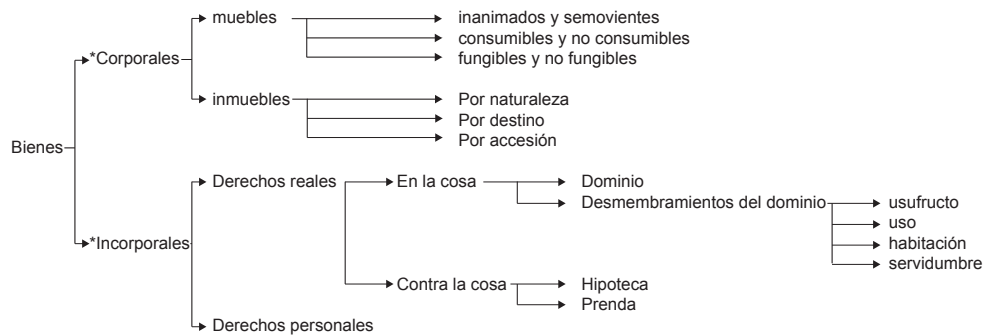 muebles
inanimados y semovientes
consumibles y no consumibles
fungibles y no fungibles
*Corporales
inmuebles
Por naturaleza
Por destino
Por accesión
Bienes
Derechos reales
En la cosa
Dominio
Desmembramientos del dominio
usufructo
uso
habitación
servidumbre
*Incorporales
Contra la cosa
Hipoteca
Prenda
Derechos personales